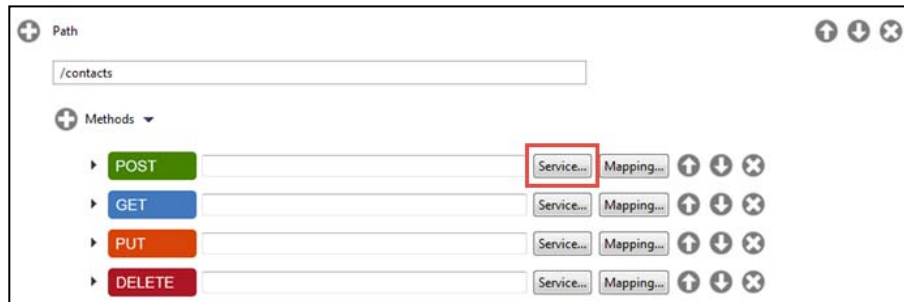 Path
/contacts
Methods
POST Service... Mapping...
GET Service... Mapping...
PUT Service... Mapping...
DELETE Service... Mapping...